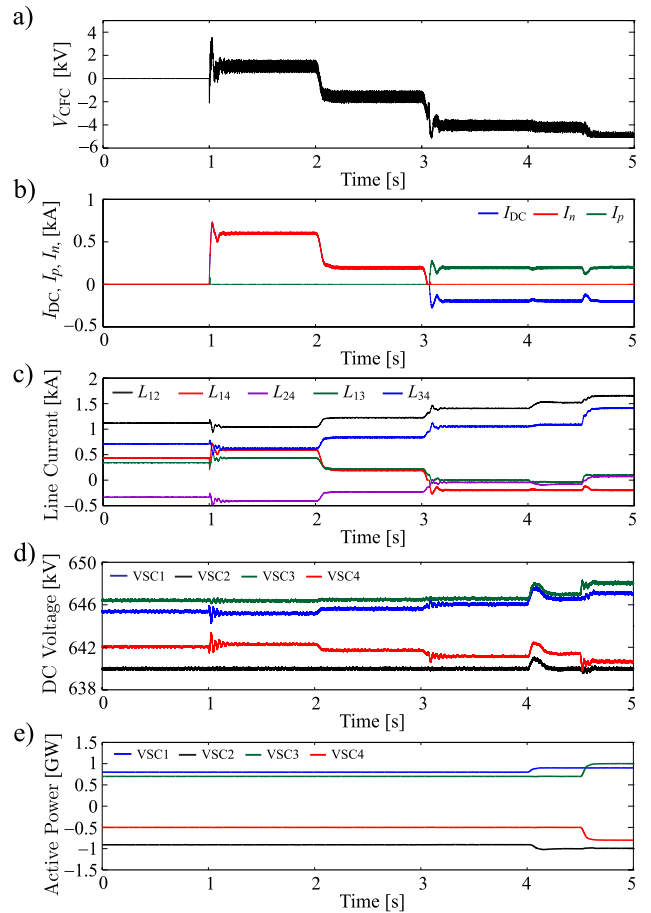 a)
V_CFC [kV]
4
2
0
−2
−4
−6
0 1 2 3 4 5
Time [s]
b)
I_DC, I_p, I_n, [kA]
I_DC I_n I_p
1
0.5
0
−0.5
0 1 2 3 4 5
Time [s]
c)
Line Current [kA]
L_12 L_14 L_24 L_13 L_34
2
1.5
1
0.5
0
−0.5
0 1 2 3 4 5
Time [s]
d)
DC Voltage [kV]
VSC1 VSC2 VSC3 VSC4
650
646
642
638
0 1 2 3 4 5
Time [s]
e)
Active Power [GW]
VSC1 VSC2 VSC3 VSC4
1.5
1
0.5
0
−0.5
−1
−1.5
0 1 2 3 4 5
Time [s]